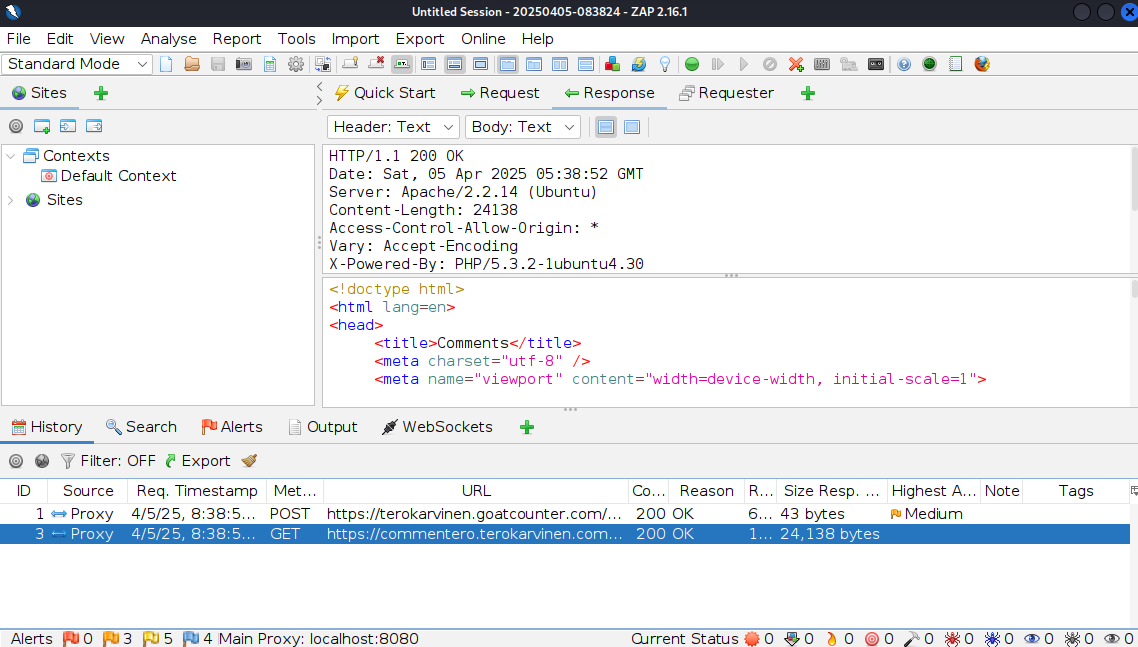 Untitled Session - 20250405-083824 - ZAP 2.16.1
File Edit View Analyse Report Tools Import Export Online Help
Standard Mode
Sites
Quick Start Request Response Requester
Header: Text Body: Text
Contexts
Default Context
Sites
HTTP/1.1 200 OK
Date: Sat, 05 Apr 2025 05:38:52 GMT
Server: Apache/2.2.14 (Ubuntu)
Content-Length: 24138
Access-Control-Allow-Origin: *
Vary: Accept-Encoding
X-Powered-By: PHP/5.3.2-1ubuntu4.30
<!doctype html>
<html lang=en>
<head>
<title>Comments</title>
<meta charset="utf-8" />
<meta name="viewport" content="width=device-width, initial-scale=1">
History Search Alerts Output WebSockets
Filter: OFF Export
ID Source Req. Timestamp Met... URL Co... Reason R... Size Resp. ... Highest A... Note Tags
1 Proxy 4/5/25, 8:38:5... POST https://terokarvinen.goatcounter.com/... 200 OK 6... 43 bytes Medium
3 Proxy 4/5/25, 8:38:5... GET https://commentero.terokarvinen.com... 200 OK 1... 24,138 bytes
Alerts 0 3 5 4 Main Proxy: localhost:8080 Current Status 0 0 0 0 0 0 0 0 0 0